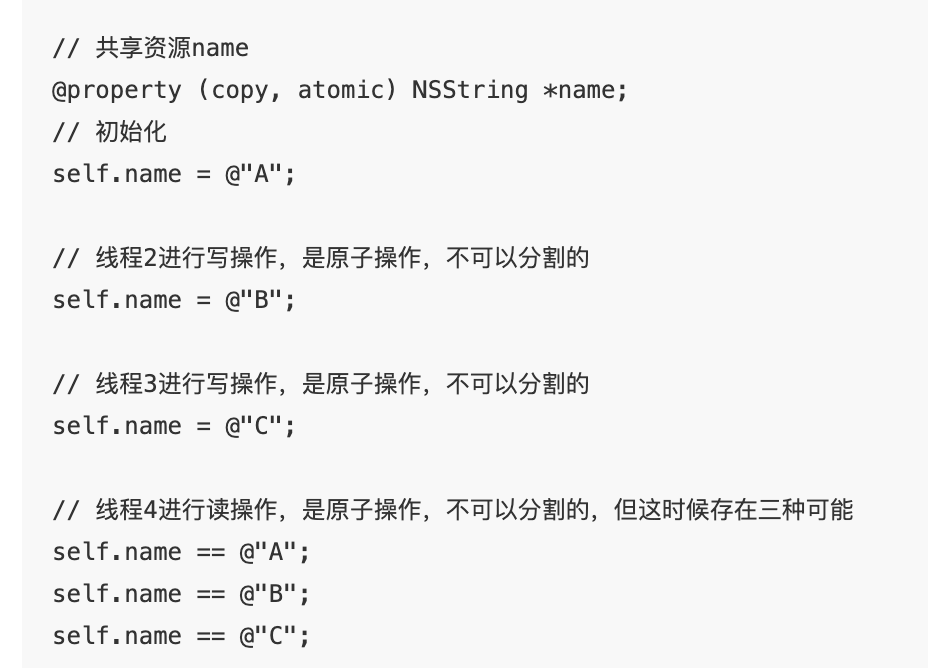 // 共享资源name
@property (copy, atomic) NSString *name;
// 初始化
self.name = @"A";
// 线程2进行写操作，是原子操作，不可以分割的
self.name = @"B";
// 线程3进行写操作，是原子操作，不可以分割的
self.name = @"C";
// 线程4进行读操作，是原子操作，不可以分割的，但这时候存在三种可能
self.name == @"A";
self.name == @"B";
self.name == @"C";